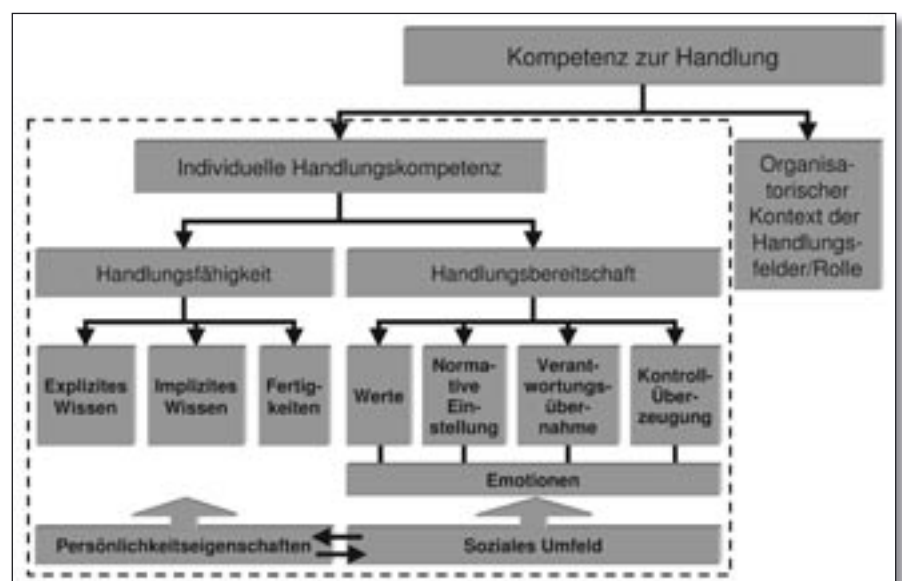 Kompetenz zur Handlung
Individuelle Handlungskompetenz
Organisa-
torischer
Kontext der
Handlungs-
felder/Rolle
Handlungsfähigkeit
Handlungsbereitschaft
Explizites
Wissen
Implizites
Wissen
Fertig-
keiten
Werte
Norma-
tive
Ein-
stellung
Verant-
wortungs-
über-
nahme
Kontroll-
Über-
zeugung
Emotionen
Persönlichkeitseigenschaften
Soziales Umfeld